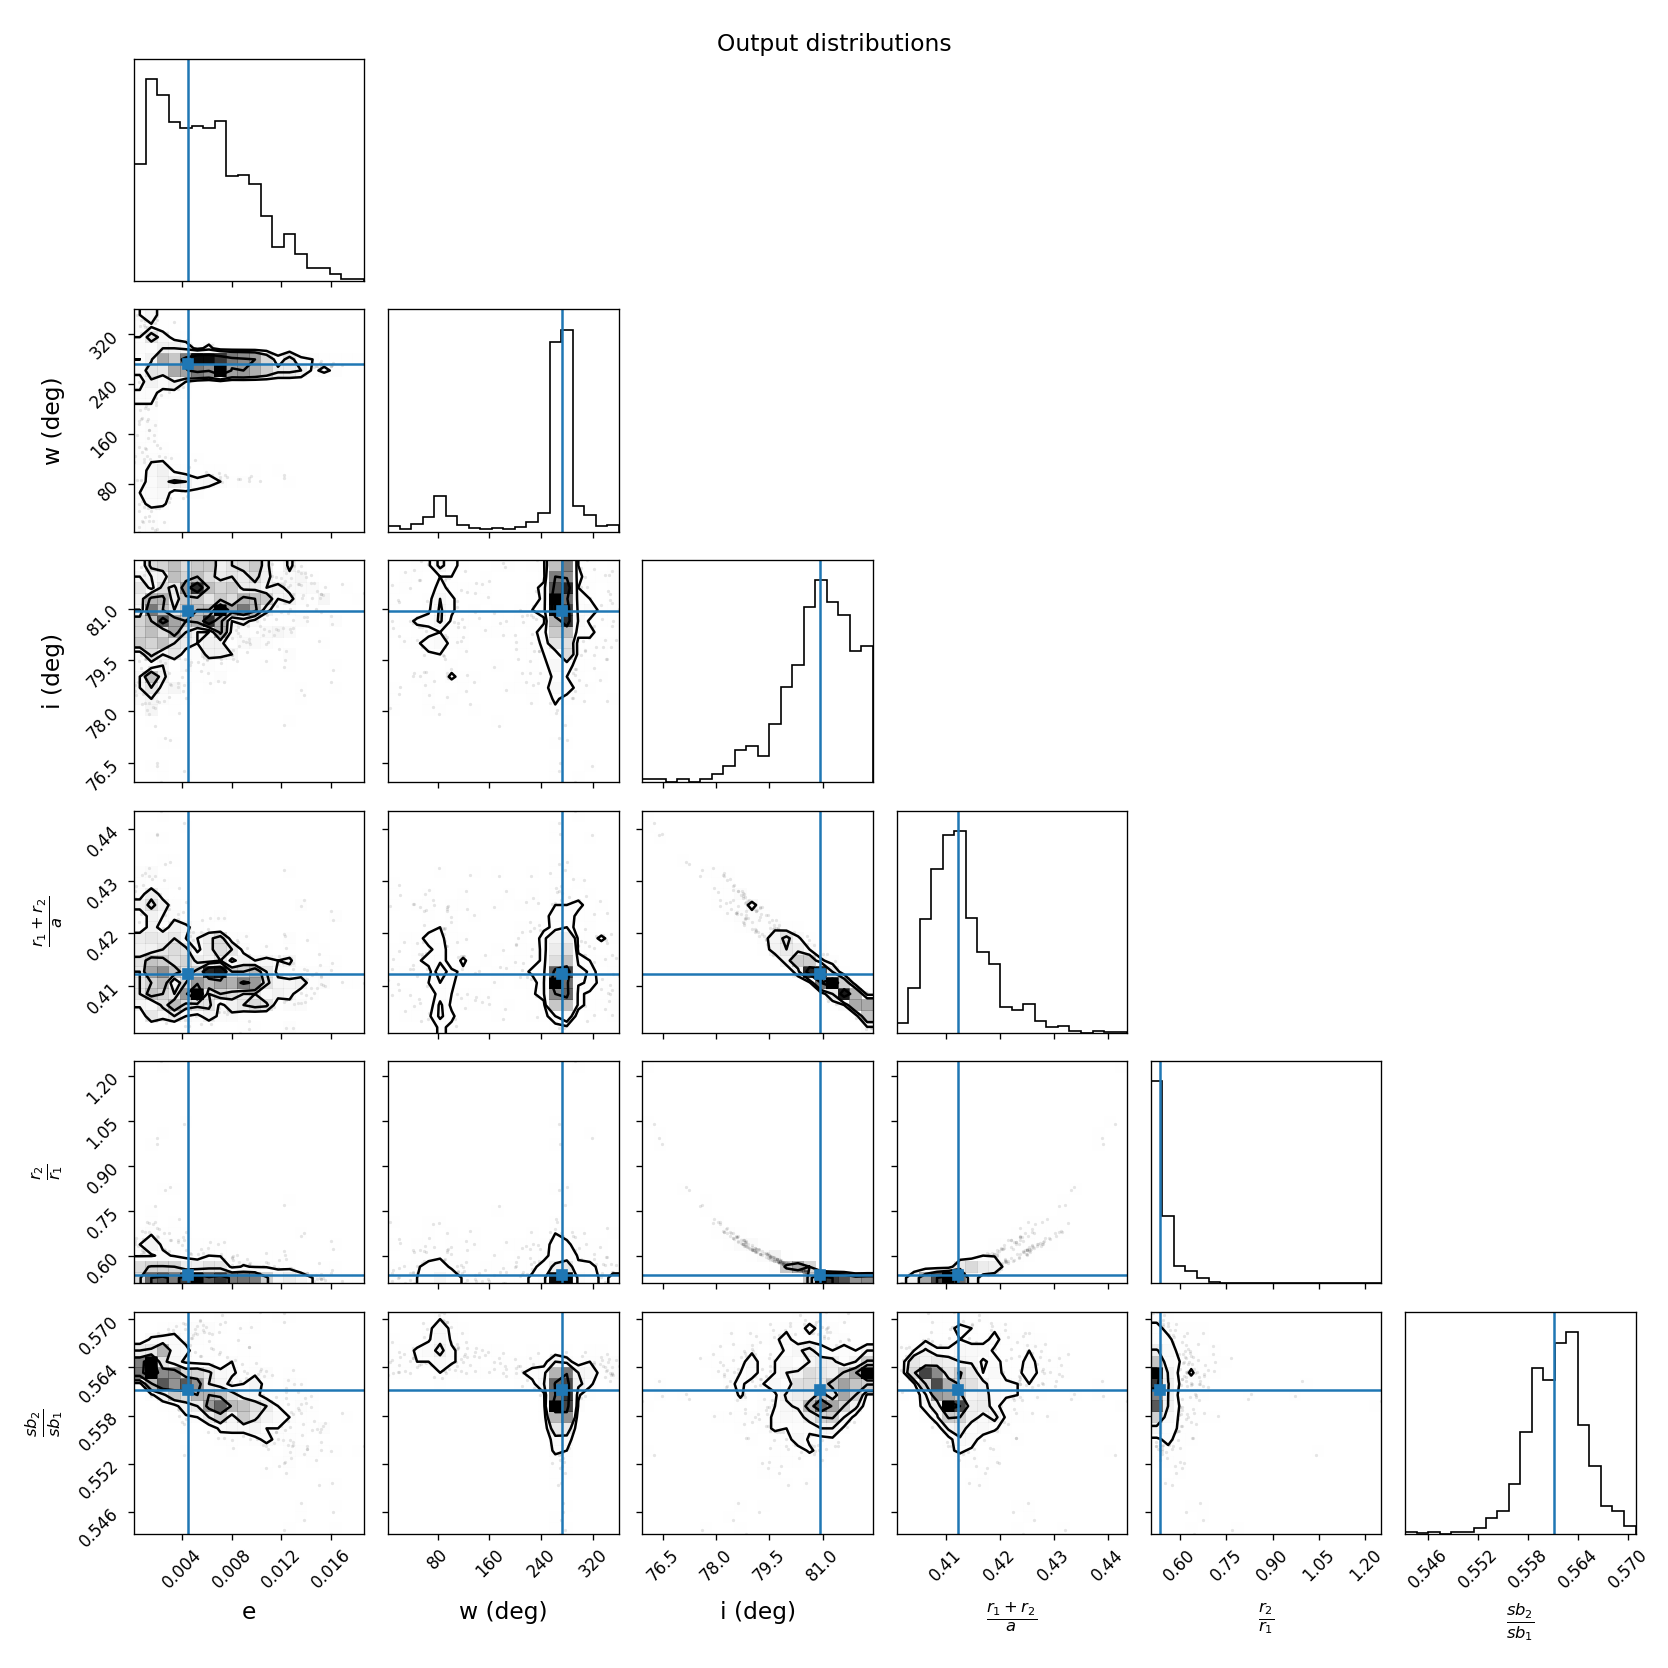 Output distributions
w (deg)
320
240
160
80
i (deg)
81.0
79.5
78.0
76.5
r1 + r2
a
0.44
0.43
0.42
0.41
r2
r1
1.20
1.05
0.90
0.75
0.60
sb2
sb1
0.570
0.564
0.558
0.552
0.546
0.004 0.008 0.012 0.016
80 160 240 320
76.5 78.0 79.5 81.0
0.41 0.42 0.43 0.44
0.60 0.75 0.90 1.05 1.20
0.546 0.552 0.558 0.564 0.570
e
w (deg)
i (deg)
r1 + r2
a
r2
r1
sb2
sb1